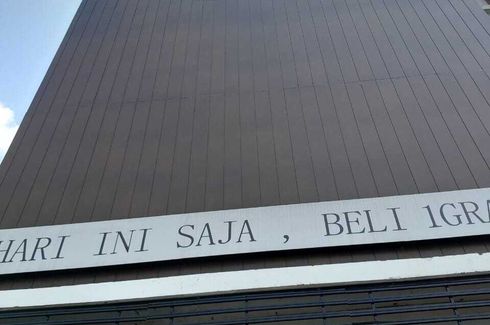 HARI INI SAJA , BELI 1GRA